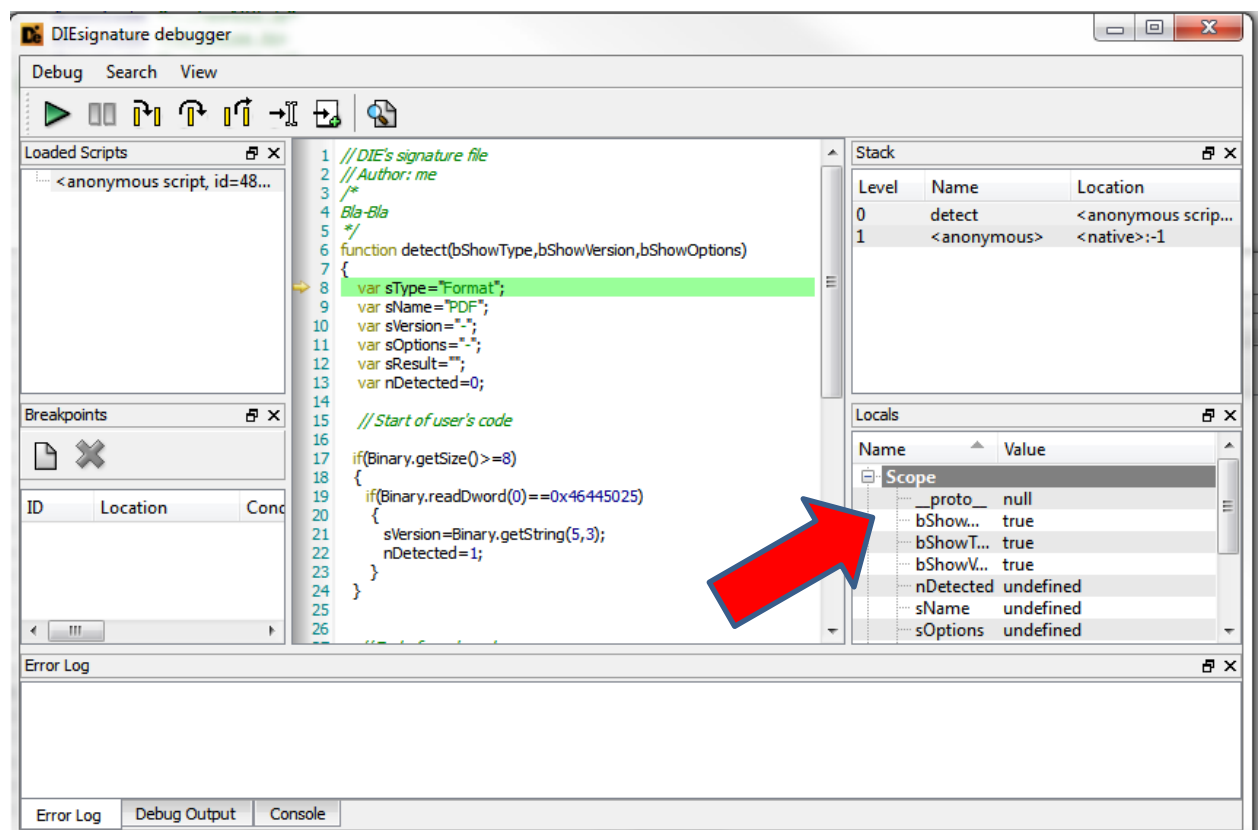 DIEsignature debugger
Debug Search View
Loaded Scripts
<anonymous script, id=48...
Breakpoints
ID Location Cond
1 //DIE's signature file
2 //Author: me
3 /*
4 Bla-Bla
5 */
6 function detect(bShowType,bShowVersion,bShowOptions)
7 {
8 var sType="Format";
9 var sName="PDF";
10 var sVersion="-";
11 var sOptions="-";
12 var sResult="";
13 var nDetected=0;
14
15 //Start of user's code
16
17 if(Binary.getSize()>=8)
18 {
19 if(Binary.readDword(0)==0x46445025)
20 {
21 sVersion=Binary.getString(5,3);
22 nDetected=1;
23 }
24 }
25
26
Stack
Level Name Location
0 detect <anonymous scrip...
1 <anonymous> <native>:-1
Locals
Name Value
Scope
__proto__ null
bShow... true
bShowT... true
bShowV... true
nDetected undefined
sName undefined
sOptions undefined
Error Log
Error Log Debug Output Console